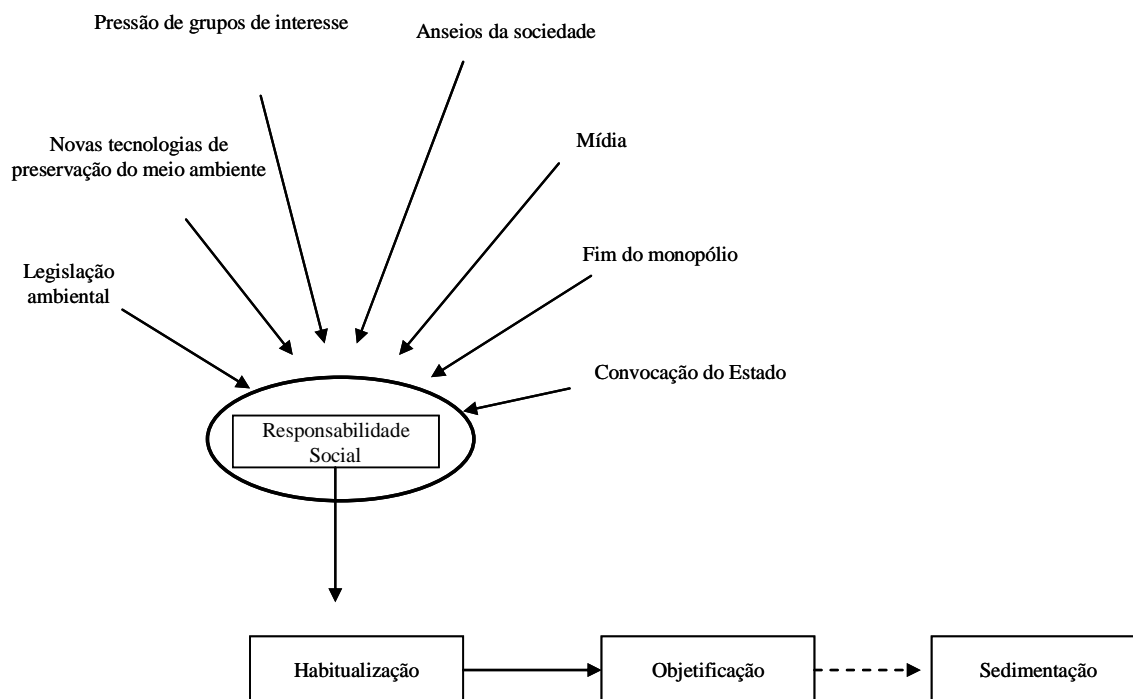 Pressão de grupos de interesse
Anseios da sociedade
Novas tecnologias de
preservação do meio ambiente
Mídia
Legislação
ambiental
Fim do monopólio
Convocação do Estado
Responsabilidade
Social
Habitualização
Objetificação
Sedimentação